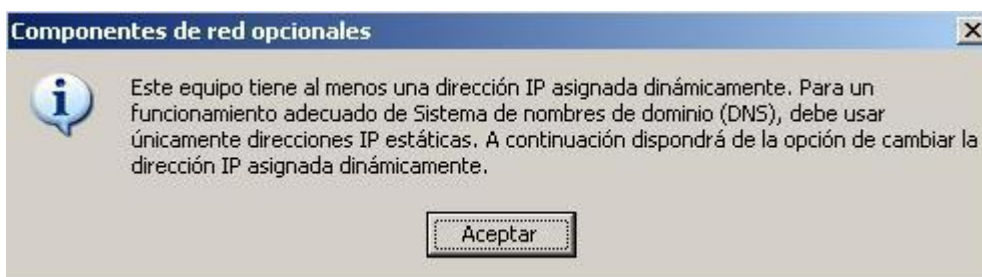 Componentes de red opcionales
Este equipo tiene al menos una dirección IP asignada dinámicamente. Para un
funcionamiento adecuado de Sistema de nombres de dominio (DNS), debe usar
únicamente direcciones IP estáticas. A continuación dispondrá de la opción de cambiar la
dirección IP asignada dinámicamente.
Aceptar